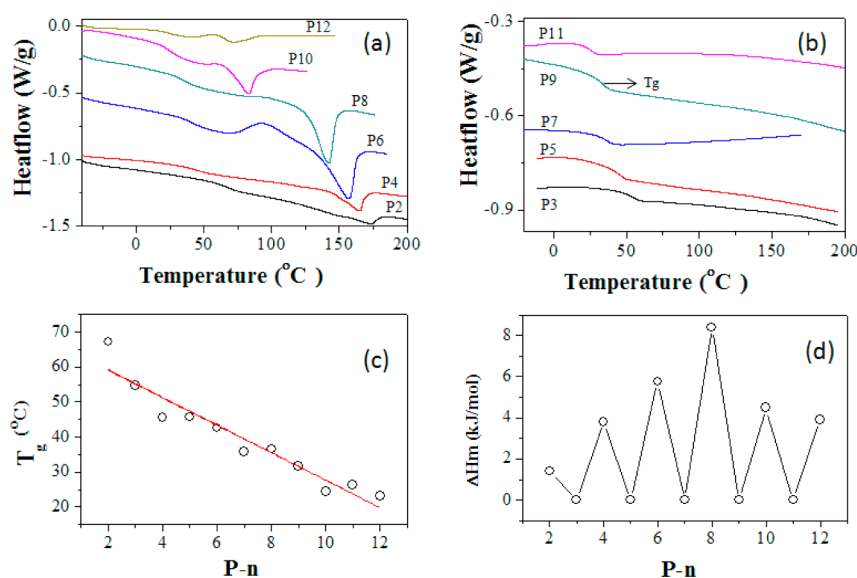 (a)
Heatflow (W/g)
0.0
-0.5
-1.0
-1.5
P12
P10
P8
P6
P4
P2
0 50 100 150 200
Temperature (°C )
(b)
Heatflow (W/g)
-0.3
-0.6
-0.9
P11
P9
Tg
P7
P5
P3
0 50 100 150 200
Temperature (°C )
(c)
Tg (°C)
70
60
50
40
30
20
2 4 6 8 10 12
P-n
(d)
ΔHm (kJ/mol)
8
6
4
2
0
2 4 6 8 10 12
P-n